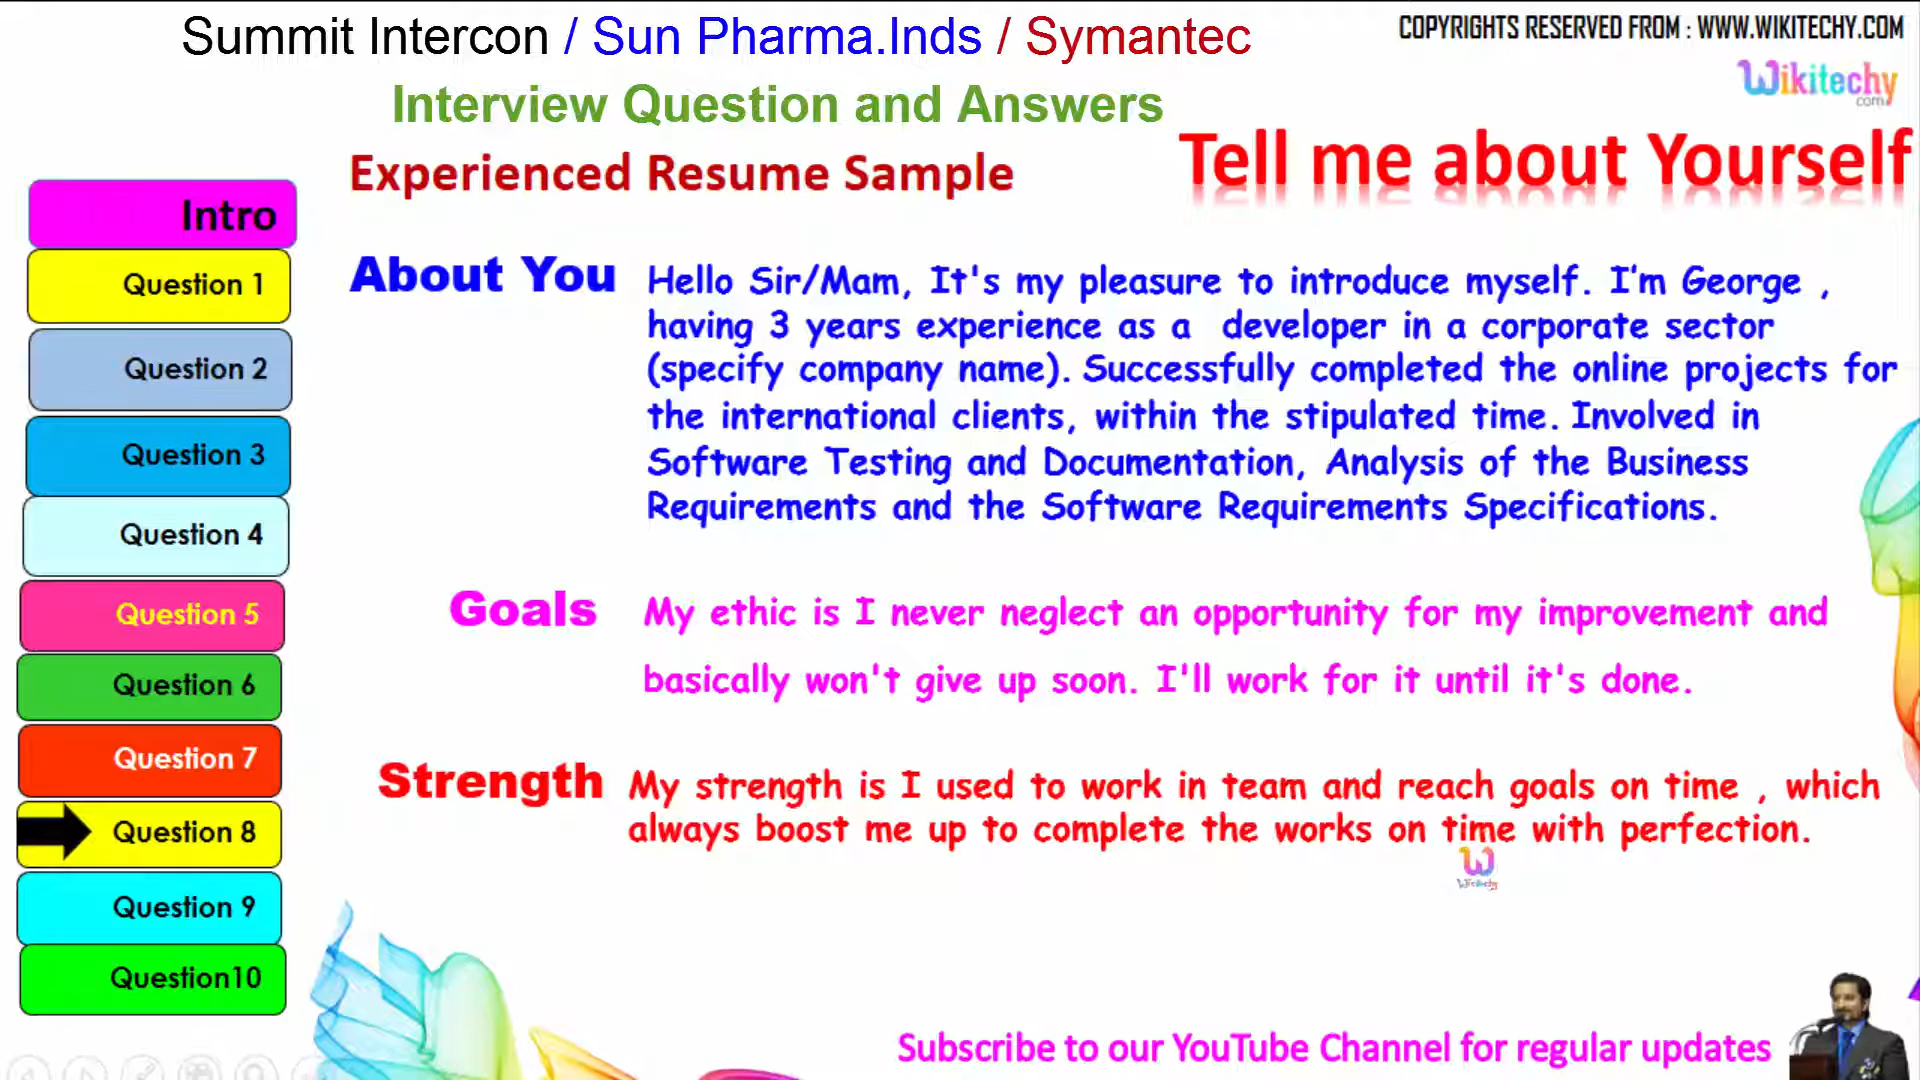 Summit Intercon / Sun Pharma.Inds / Symantec
COPYRIGHTS RESERVED FROM : WWW.WIKITECHY.COM
Wikitechy
.com
Interview Question and Answers
Experienced Resume Sample
Tell me about Yourself
Intro
Question 1
Question 2
Question 3
Question 4
Question 5
Question 6
Question 7
Question 8
Question 9
Question10
About You
Hello Sir/Mam, It's my pleasure to introduce myself. I'm George ,
having 3 years experience as a developer in a corporate sector
(specify company name). Successfully completed the online projects for
the international clients, within the stipulated time. Involved in
Software Testing and Documentation, Analysis of the Business
Requirements and the Software Requirements Specifications.
Goals
My ethic is I never neglect an opportunity for my improvement and
basically won't give up soon. I'll work for it until it's done.
Strength
My strength is I used to work in team and reach goals on time , which
always boost me up to complete the works on time with perfection.
W
Wikitechy
Subscribe to our YouTube Channel for regular updates